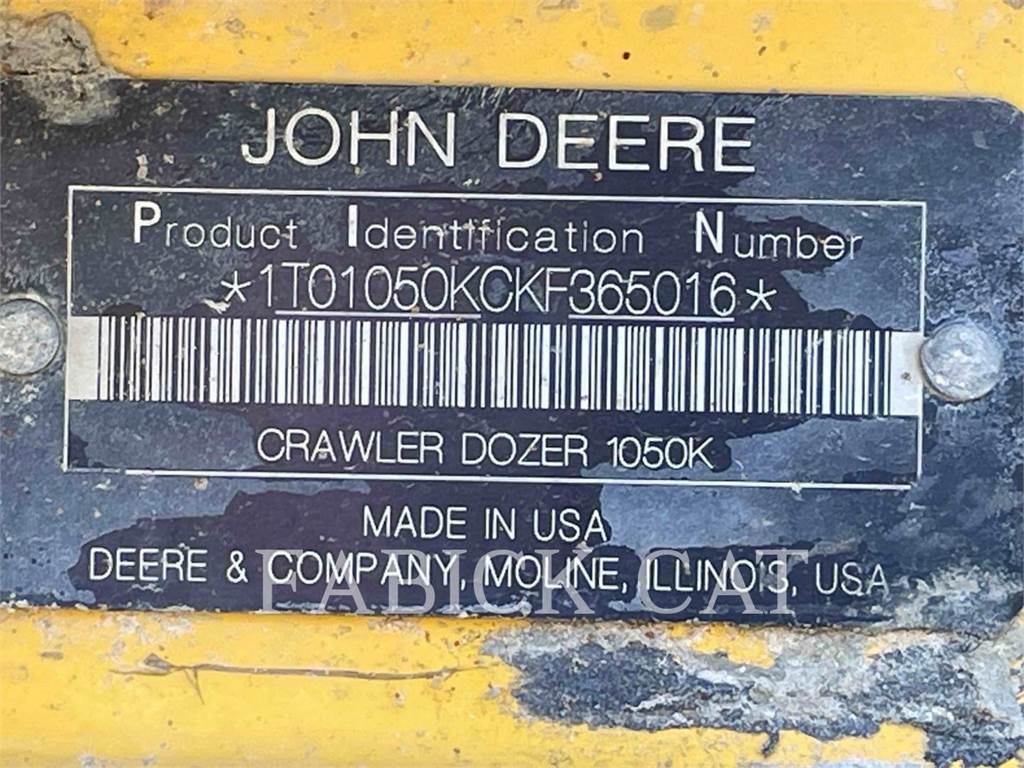 JOHN DEERE
Product Identification Number
*1T01050KCKF365016*
CRAWLER DOZER 1050K
MADE IN USA
DEERE & COMPANY, MOLINE, ILLINOIS, USA
FABICK CAT